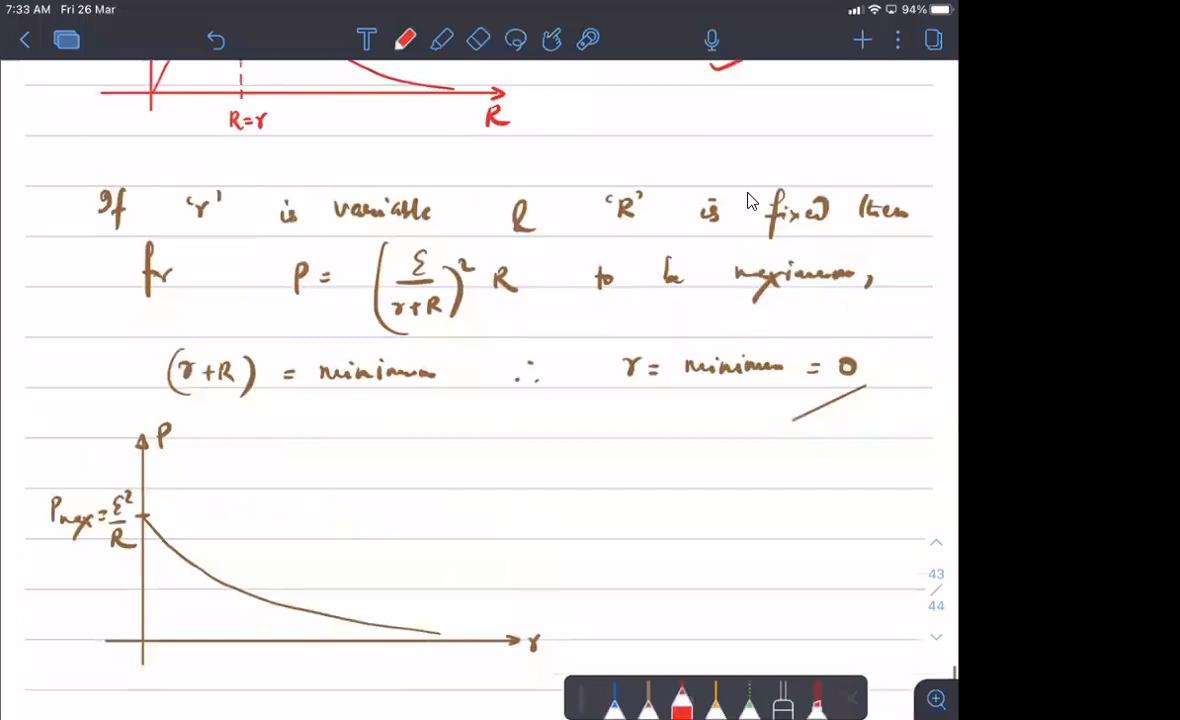 7:33 AM Fri 26 Mar 94%
T
R=r R
If 'r' is variable & 'R' is fixed then
for P = (ε/(r+R))² R to be maximum,
(r+R) = minimum ∴ r = minimum = 0
P
Pmax = ε²/R
r
43
/
44